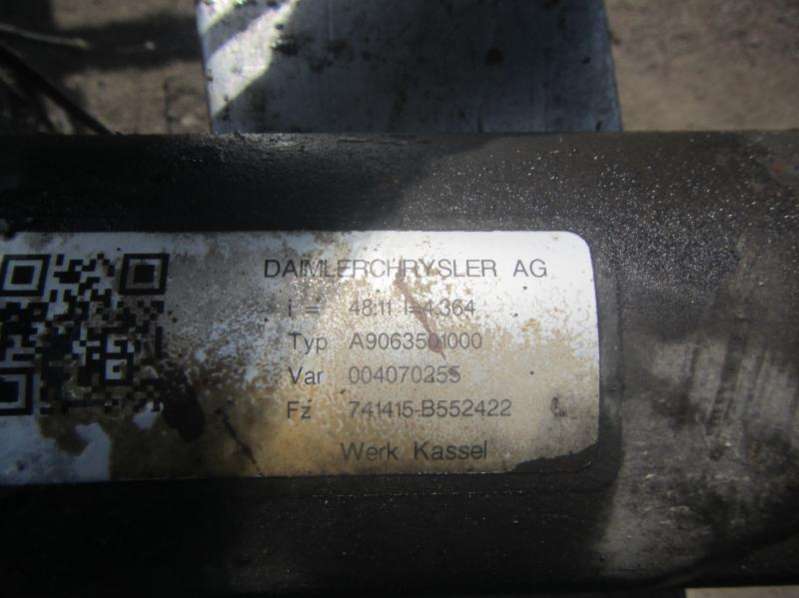 DAIMLERCHRYSLER AG
i = 48:11 i=4,364
Typ A9063501000
Var 004070255
Fz 741415-B552422
Werk Kassel